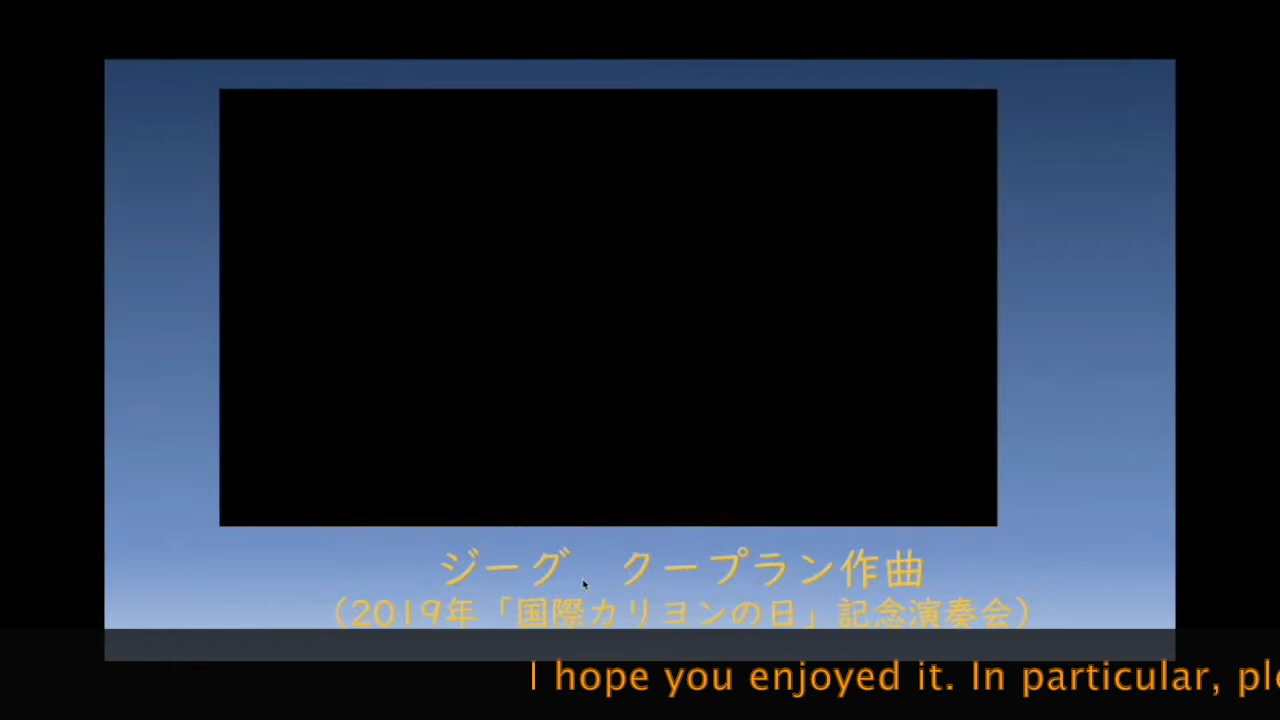 ジーグ、クープラン作曲
（2019年「国際カリヨンの日」記念演奏会）
I hope you enjoyed it. In particular,